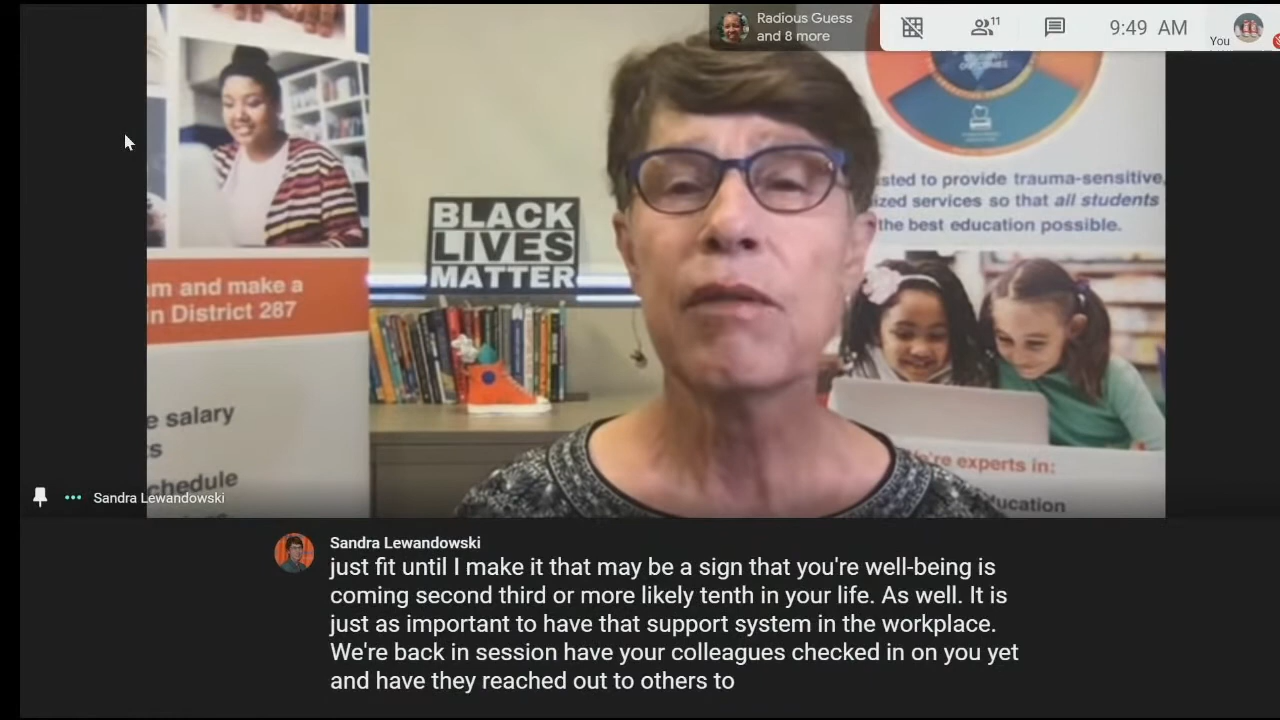 Radious Guess
and 8 more
11
9:49 AM
You
OUTCOMES
BLACK
LIVES
MATTER
sted to provide trauma-sensitive,
ized services so that all students
the best education possible.
m and make a
in District 287
e salary
s
chedule
We're experts in:
ducation
Sandra Lewandowski
Sandra Lewandowski
just fit until I make it that may be a sign that you're well-being is
coming second third or more likely tenth in your life. As well. It is
just as important to have that support system in the workplace.
We're back in session have your colleagues checked in on you yet
and have they reached out to others to